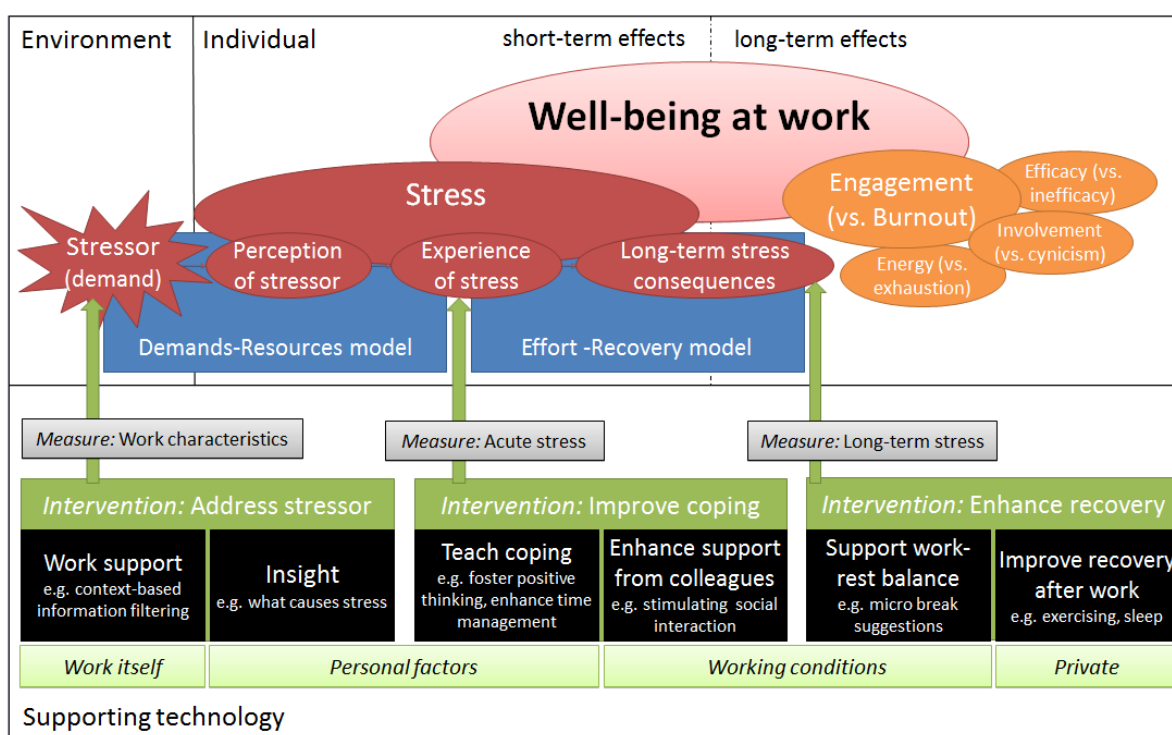 Environment
Individual
short-term effects
long-term effects
Well-being at work
Stress
Engagement
(vs. Burnout)
Efficacy (vs.
inefficacy)
Involvement
(vs. cynicism)
Energy (vs.
exhaustion)
Stressor
(demand)
Perception
of stressor
Experience
of stress
Long-term stress
consequences
Demands-Resources model
Effort -Recovery model
Measure: Work characteristics
Measure: Acute stress
Measure: Long-term stress
Intervention: Address stressor
Intervention: Improve coping
Intervention: Enhance recovery
Work support
e.g. context-based
information filtering
Insight
e.g. what causes stress
Teach coping
e.g. foster positive
thinking, enhance time
management
Enhance support
from colleagues
e.g. stimulating social
interaction
Support work-
rest balance
e.g. micro break
suggestions
Improve recovery
after work
e.g. exercising, sleep
Work itself
Personal factors
Working conditions
Private
Supporting technology